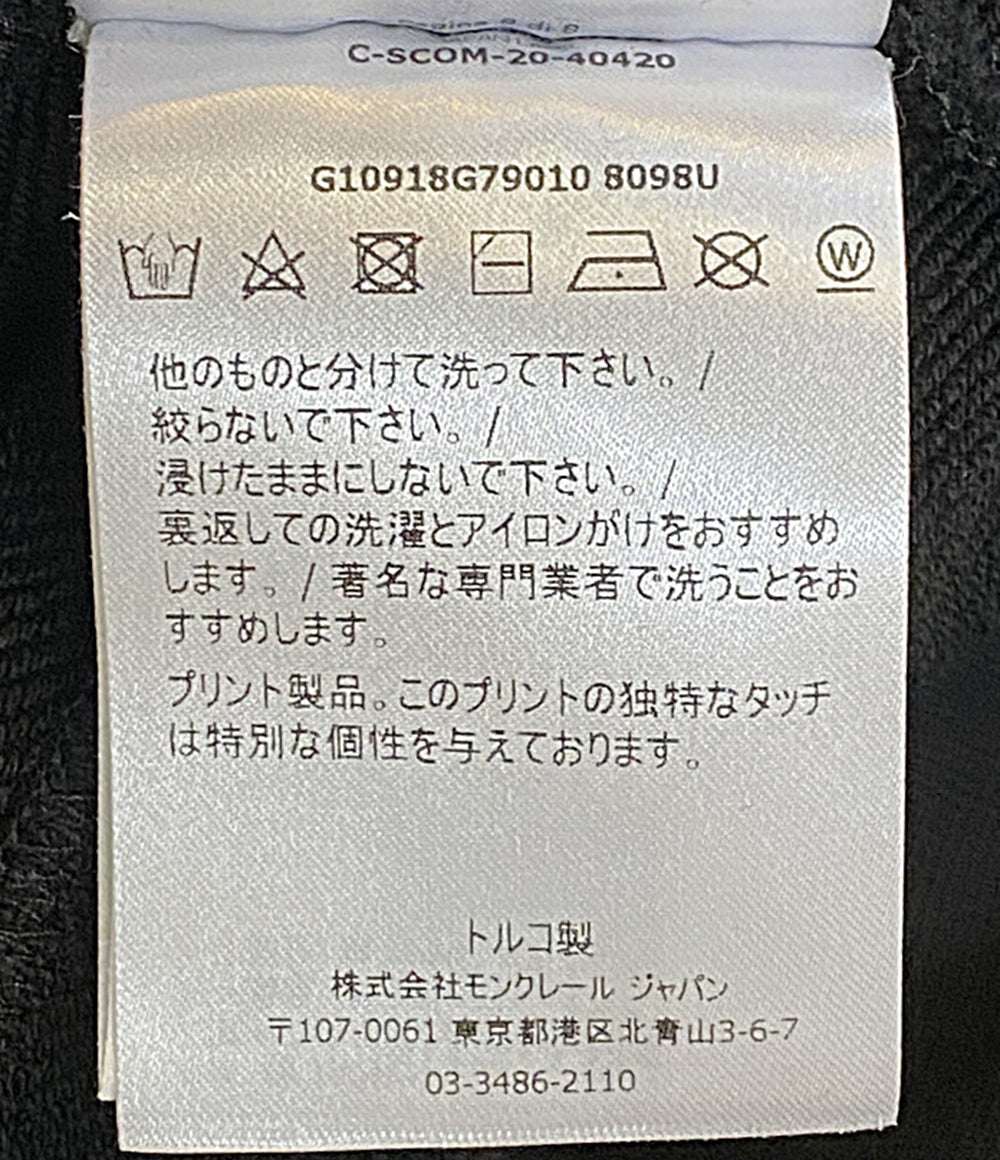 C-SCOM-20-40420
G10918G79010 8098U
W
他のものと分けて洗って下さい。/
絞らないで下さい。/
浸けたままにしないで下さい。/
裏返しての洗濯とアイロンがけをおすすめ
します。/ 著名な専門業者で洗うことをお
すすめします。
プリント製品。このプリントの独特なタッチ
は特別な個性を与えております。
トルコ製
株式会社モンクレール ジャパン
〒107-0061 東京都港区北青山3-6-7
03-3486-2110